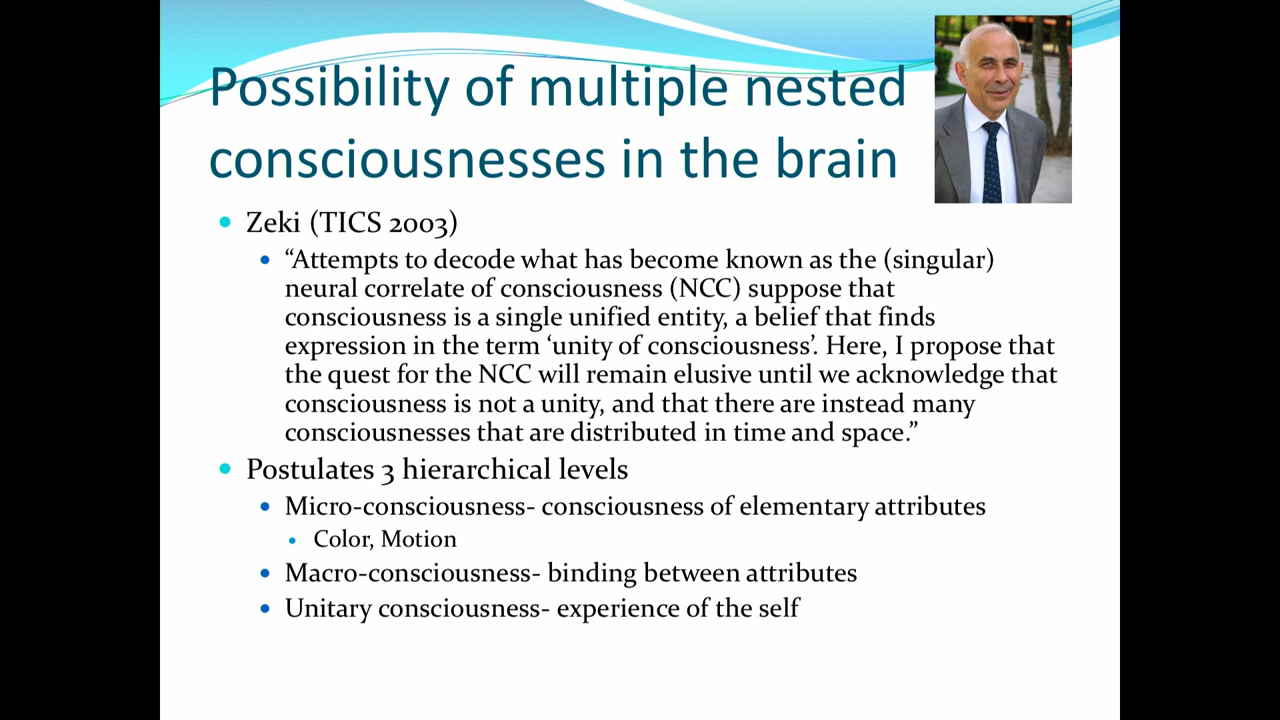 Possibility of multiple nested
consciousnesses in the brain
Zeki (TICS 2003)
“Attempts to decode what has become known as the (singular)
neural correlate of consciousness (NCC) suppose that
consciousness is a single unified entity, a belief that finds
expression in the term ‘unity of consciousness’. Here, I propose that
the quest for the NCC will remain elusive until we acknowledge that
consciousness is not a unity, and that there are instead many
consciousnesses that are distributed in time and space.”
Postulates 3 hierarchical levels
Micro-consciousness- consciousness of elementary attributes
Color, Motion
Macro-consciousness- binding between attributes
Unitary consciousness- experience of the self